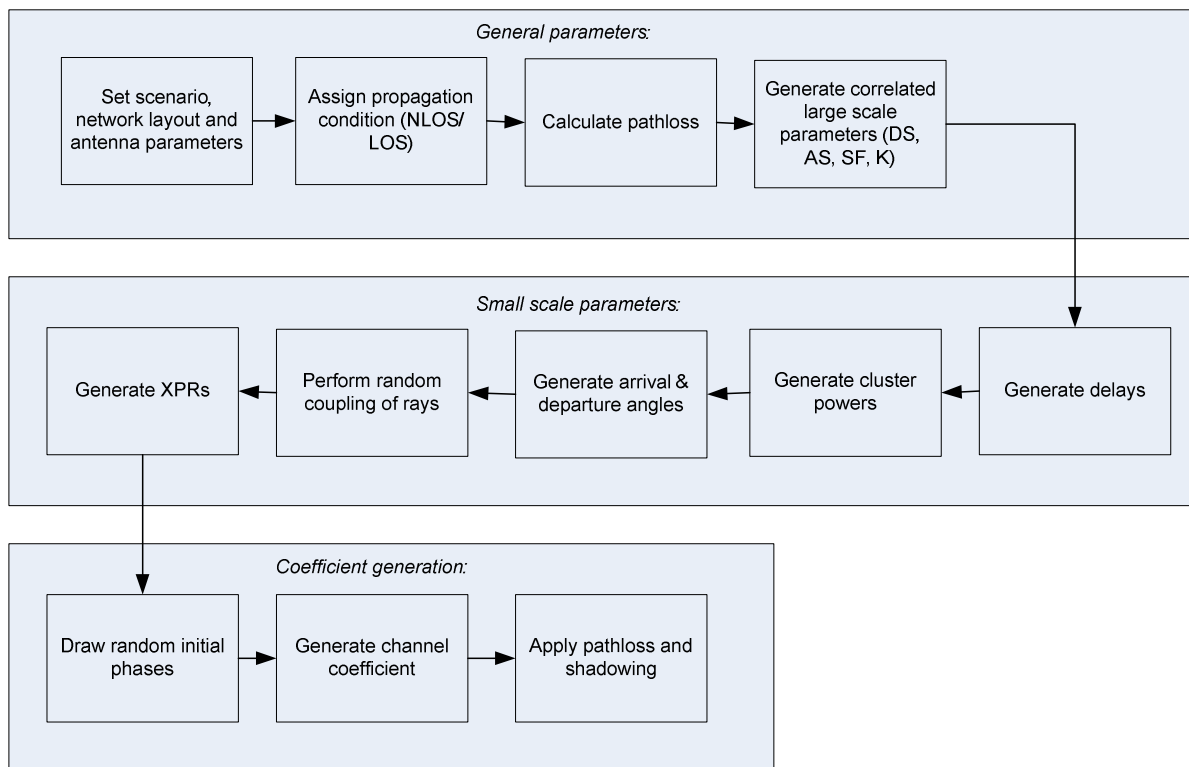 General parameters:
Set scenario,
network layout and
antenna parameters
Assign propagation
condition (NLOS/
LOS)
Calculate pathloss
Generate correlated
large scale
parameters (DS,
AS, SF, K)
Small scale parameters:
Generate XPRs
Perform random
coupling of rays
Generate arrival &
departure angles
Generate cluster
powers
Generate delays
Coefficient generation:
Draw random initial
phases
Generate channel
coefficient
Apply pathloss and
shadowing